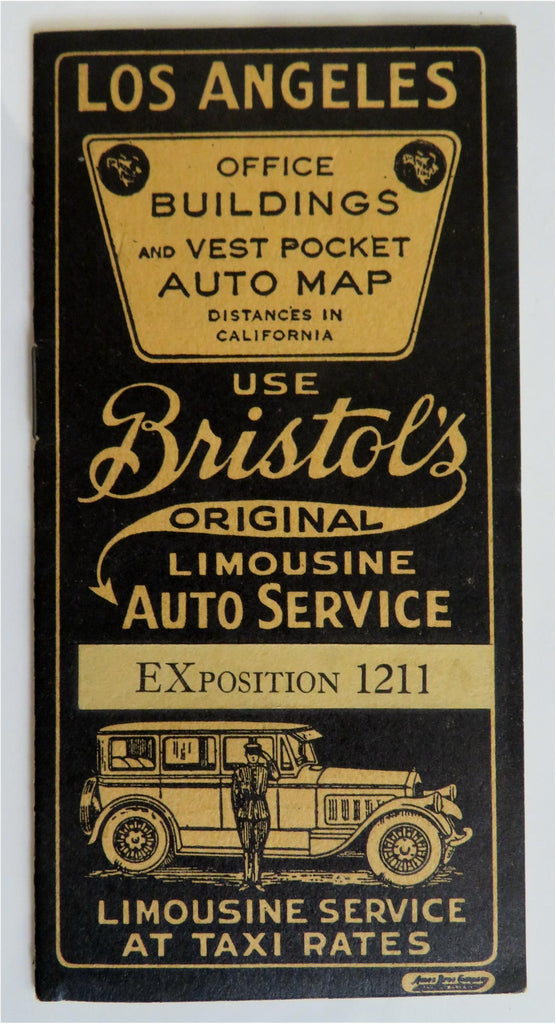 LOS ANGELES
OFFICE
BUILDINGS
AND VEST POCKET
AUTO MAP
DISTANCES IN
CALIFORNIA
USE
Bristol's
ORIGINAL
LIMOUSINE
AUTO SERVICE
EXPOSITION 1211
LIMOUSINE SERVICE
AT TAXI RATES